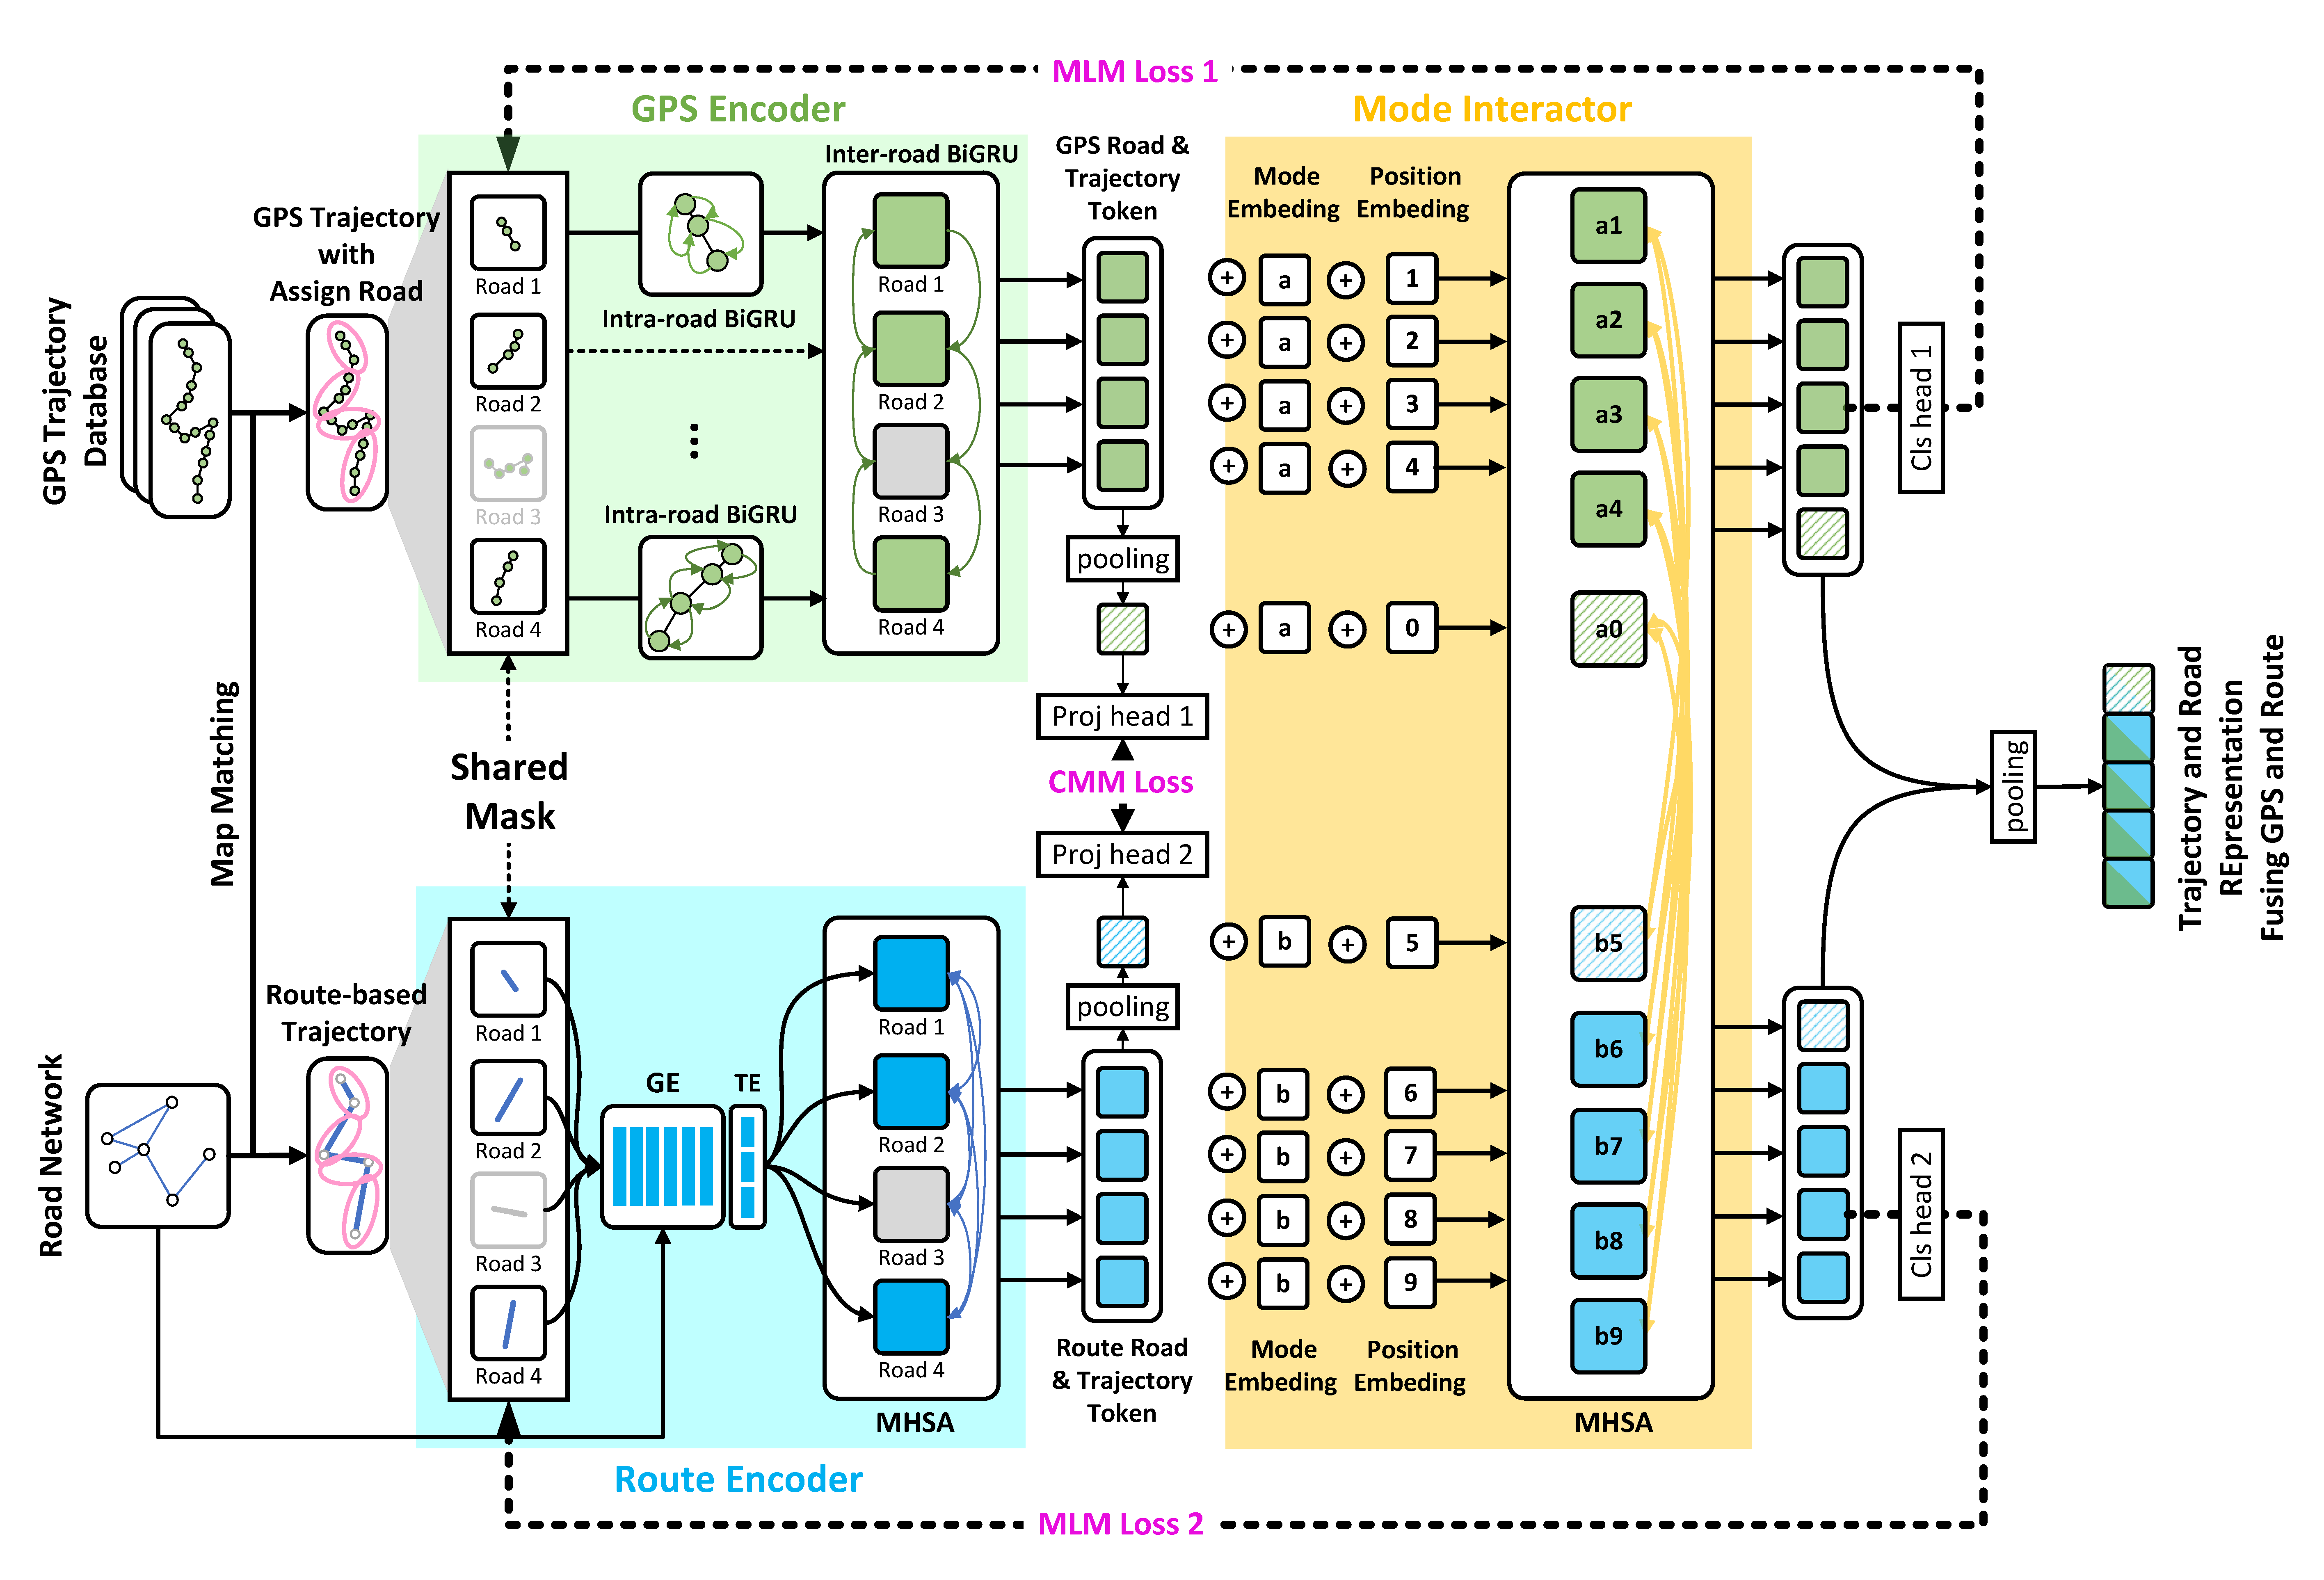 MLM Loss 1
GPS Encoder
Mode Interactor
GPS Trajectory
Database
GPS Trajectory
with
Assign Road
Road 1
Road 2
Road 3
Road 4
Intra-road BiGRU
Intra-road BiGRU
Inter-road BiGRU
Road 1
Road 2
Road 3
Road 4
GPS Road &
Trajectory
Token
pooling
Proj head 1
CMM Loss
Proj head 2
pooling
Route Road
& Trajectory
Token
Map Matching
Shared
Mask
Road Network
Route-based
Trajectory
Road 1
Road 2
Road 3
Road 4
GE
TE
Road 1
Road 2
Road 3
Road 4
MHSA
Route Encoder
MLM Loss 2
Mode
Embeding
Position
Embeding
+ a + 1
+ a + 2
+ a + 3
+ a + 4
+ a + 0
+ b + 5
+ b + 6
+ b + 7
+ b + 8
+ b + 9
Mode
Embeding
Position
Embeding
a1
a2
a3
a4
a0
b5
b6
b7
b8
b9
MHSA
Cls head 1
Cls head 2
pooling
Trajectory and Road
REpresentation
Fusing GPS and Route